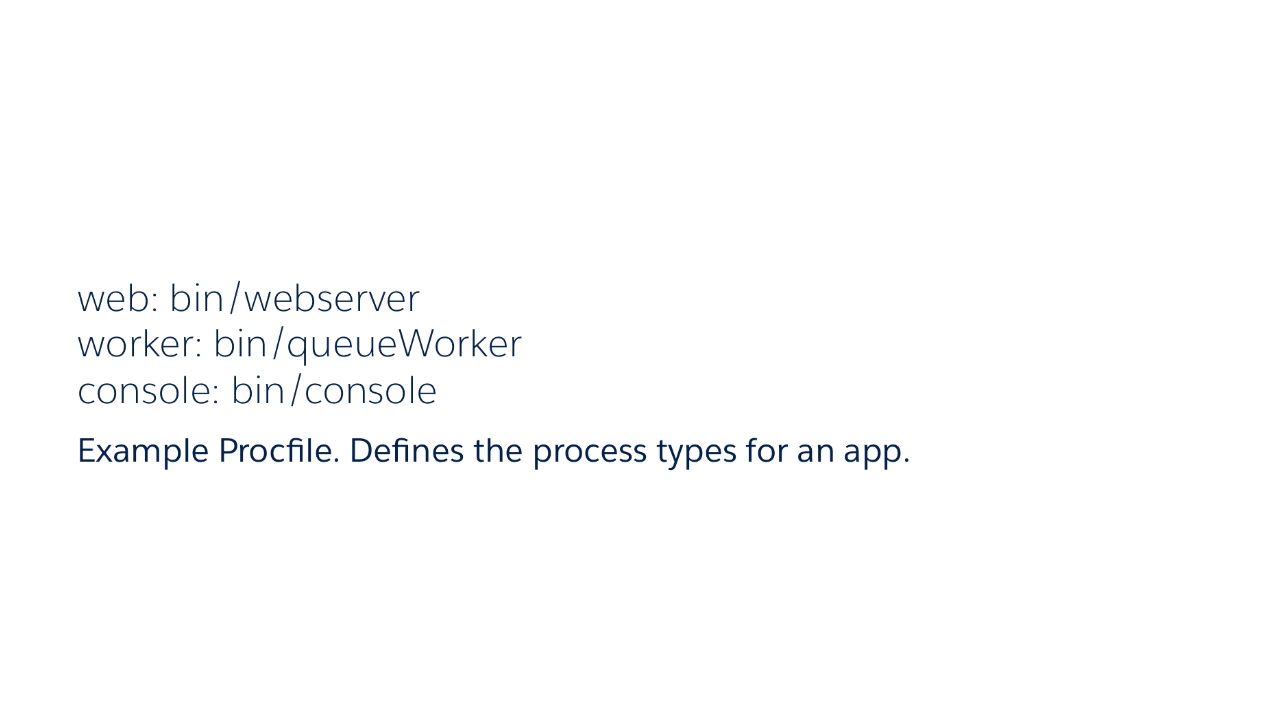 web: bin/webserver
worker: bin/queueWorker
console: bin/console
Example Procfile. Defines the process types for an app.